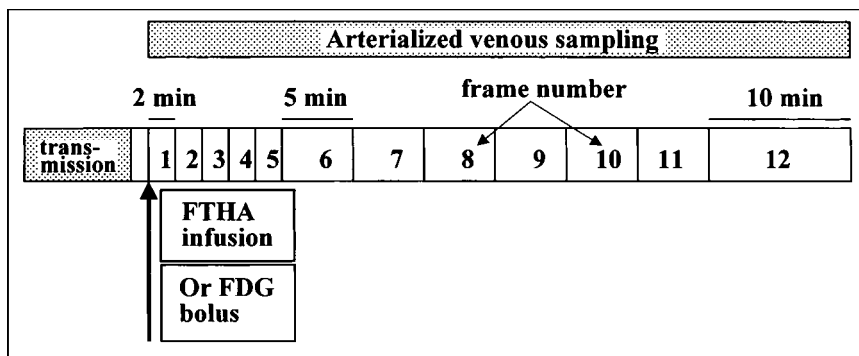 Arterialized venous sampling
2 min
5 min
frame number
10 min
trans-
mission
1 2 3 4 5 6 7 8 9 10 11 12
FTHA
infusion
Or FDG
bolus